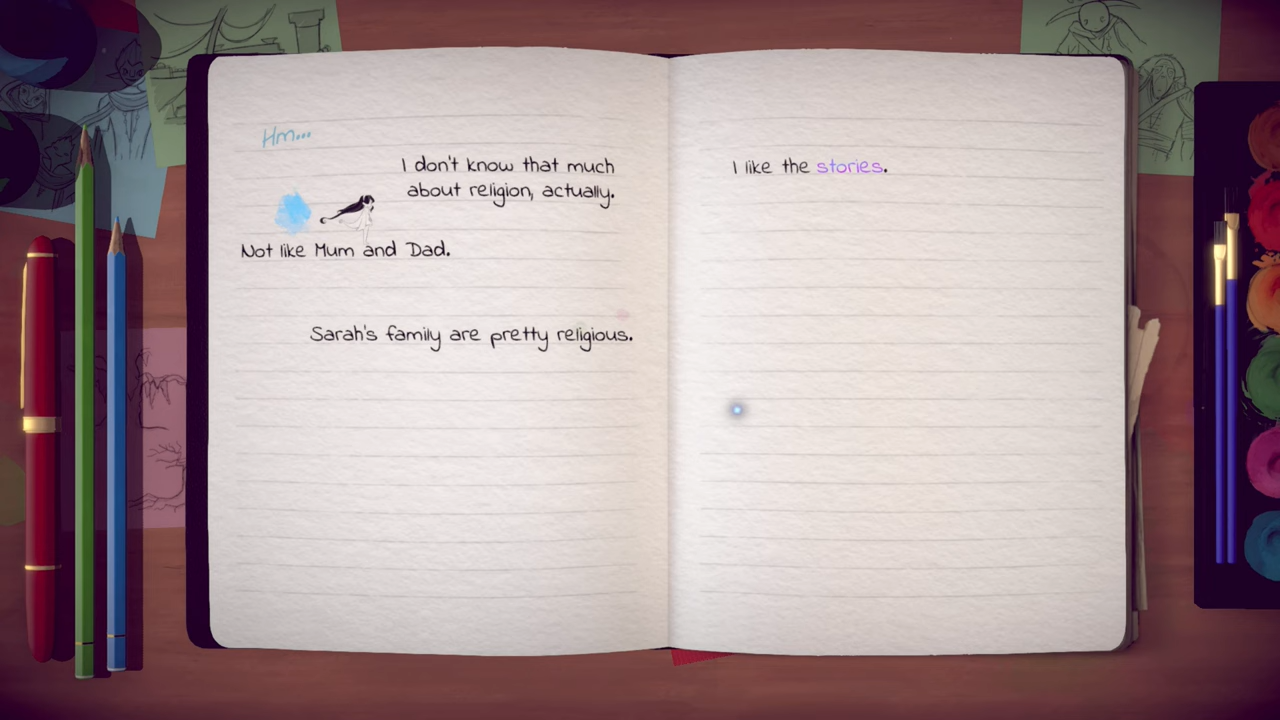 Hm...
I don't know that much
about religion, actually.
Not like Mum and Dad.
Sarah's family are pretty religious.
I like the stories.